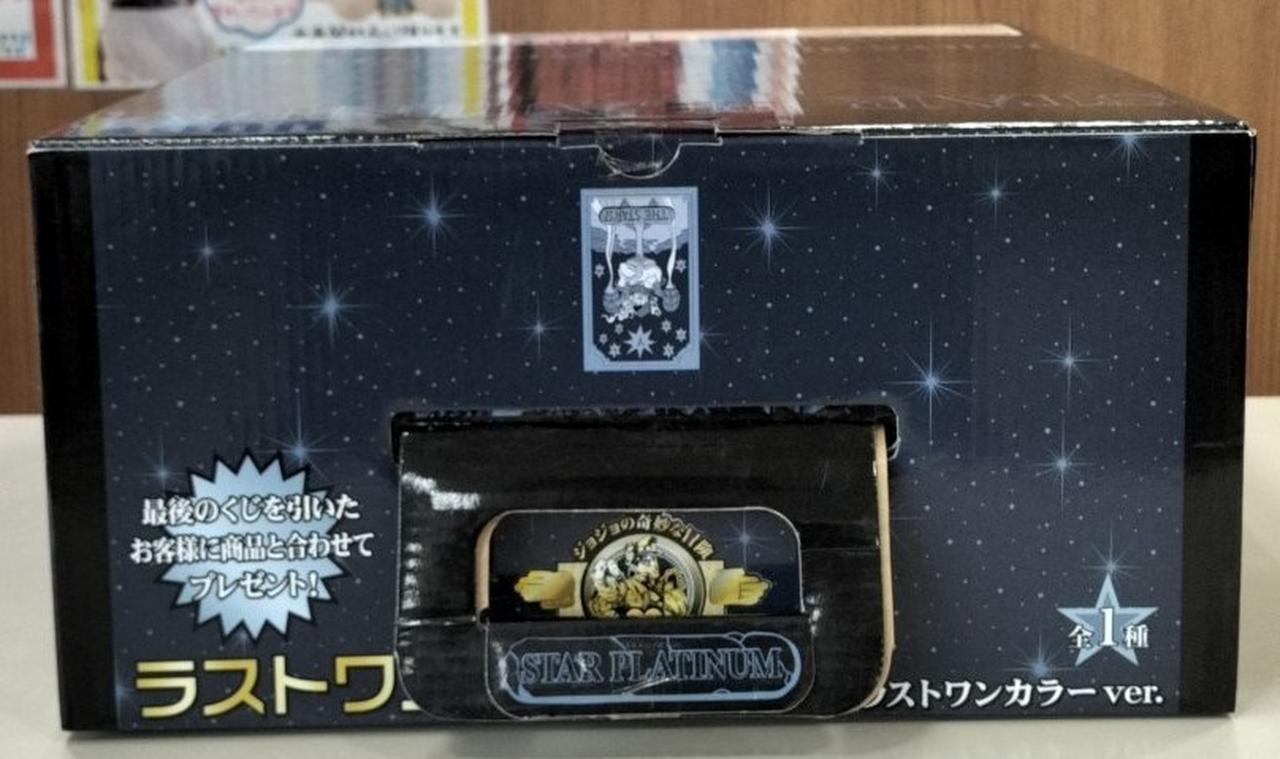 THE STAR
最後のくじを引いた
お客様に商品と合わせて
プレゼント!
ジョジョの奇妙な冒険
STAR PLATINUM
全1種
ラストワ
ラストワンカラー ver.